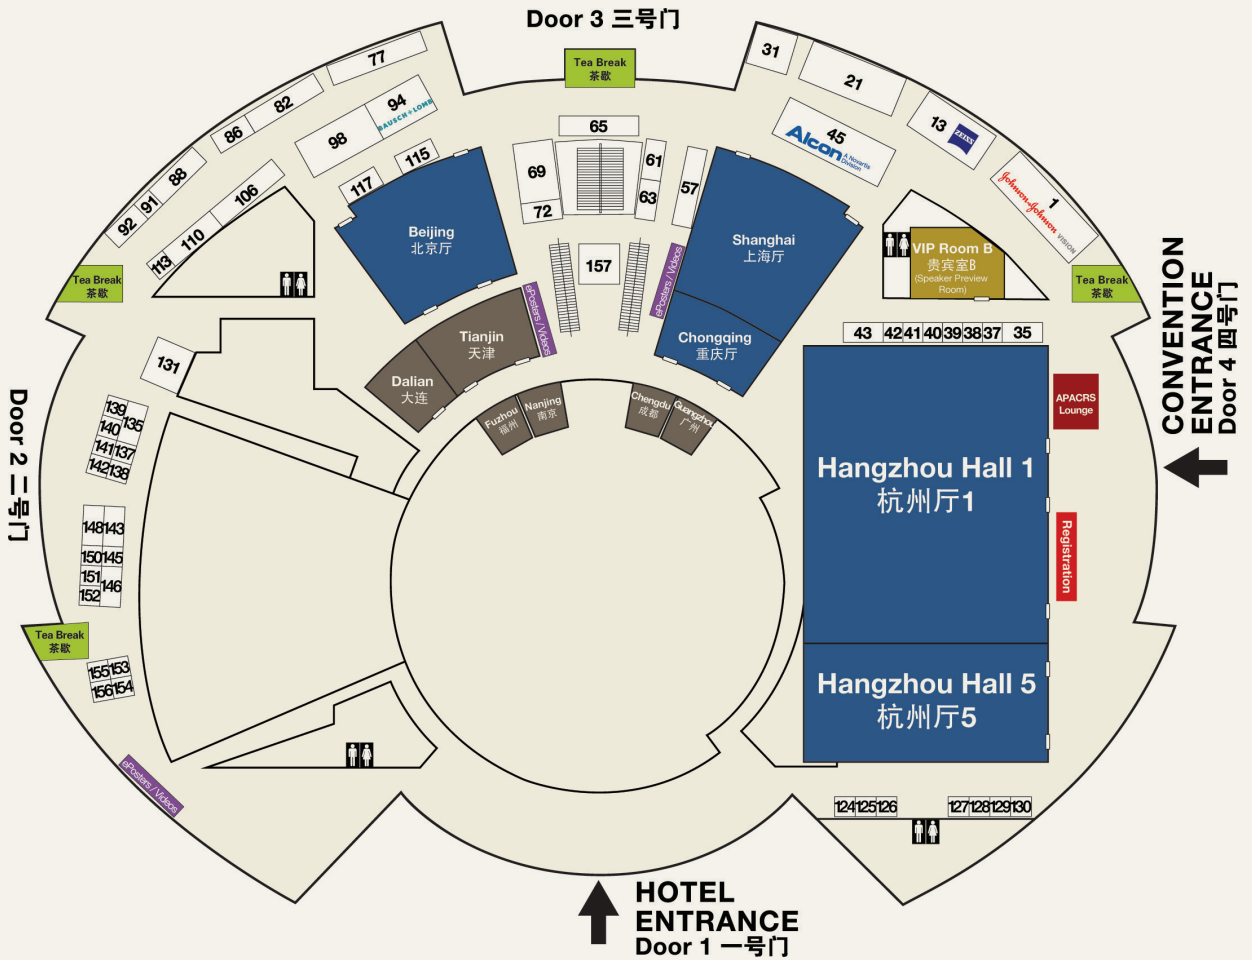 Door 3 三号门
Tea Break
茶歇
77
82
86
88
91
92
94
BAUSCH + LOMB
98
115
117
106
110
113
65
69
72
61
63
57
157
31
21
45
Alcon
A Novartis
Division
13
ZEISS
1
Johnson & Johnson
VISION
Beijing
北京厅
Shanghai
上海厅
VIP Room B
贵宾室B
(Speaker Preview
Room)
Tea Break
茶歇
Tea Break
茶歇
ePosters / Videos
ePosters / Videos
Tianjin
天津
Dalian
大连
Chongqing
重庆厅
Fuzhou
福州
Nanjing
南京
Chengdu
成都
Guangzhou
广州
43
42
41
40
39
38
37
35
CONVENTION
ENTRANCE
Door 4 四号门
APACRS
Lounge
Hangzhou Hall 1
杭州厅1
Registration
Hangzhou Hall 5
杭州厅5
131
139
135
140
141
137
142
138
Door 2 二号门
148
143
150
145
151
146
152
Tea Break
茶歇
155
153
156
154
ePosters / Videos
124
125
126
127
128
129
130
HOTEL
ENTRANCE
Door 1 一号门